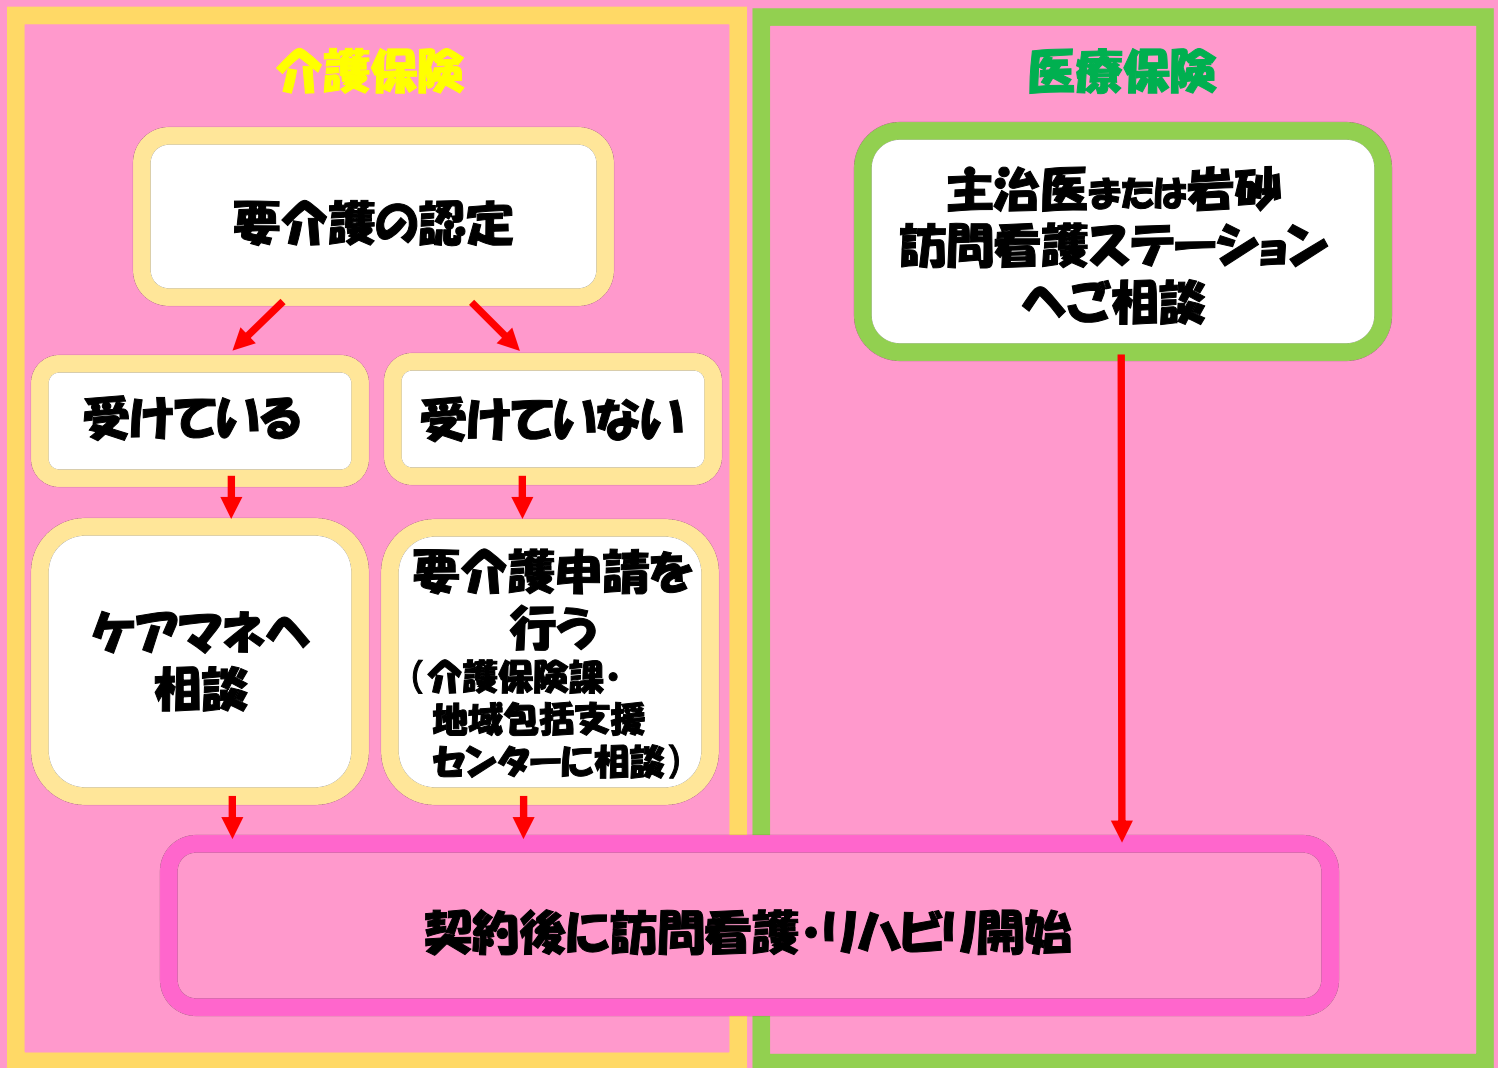 介護保険
要介護の認定
受けている
受けていない
ケアマネへ
相談
要介護申請を
行う
（介護保険課・
地域包括支援
センターに相談）
医療保険
主治医または岩砂
訪問看護ステーション
へご相談
契約後に訪問看護・リハビリ開始